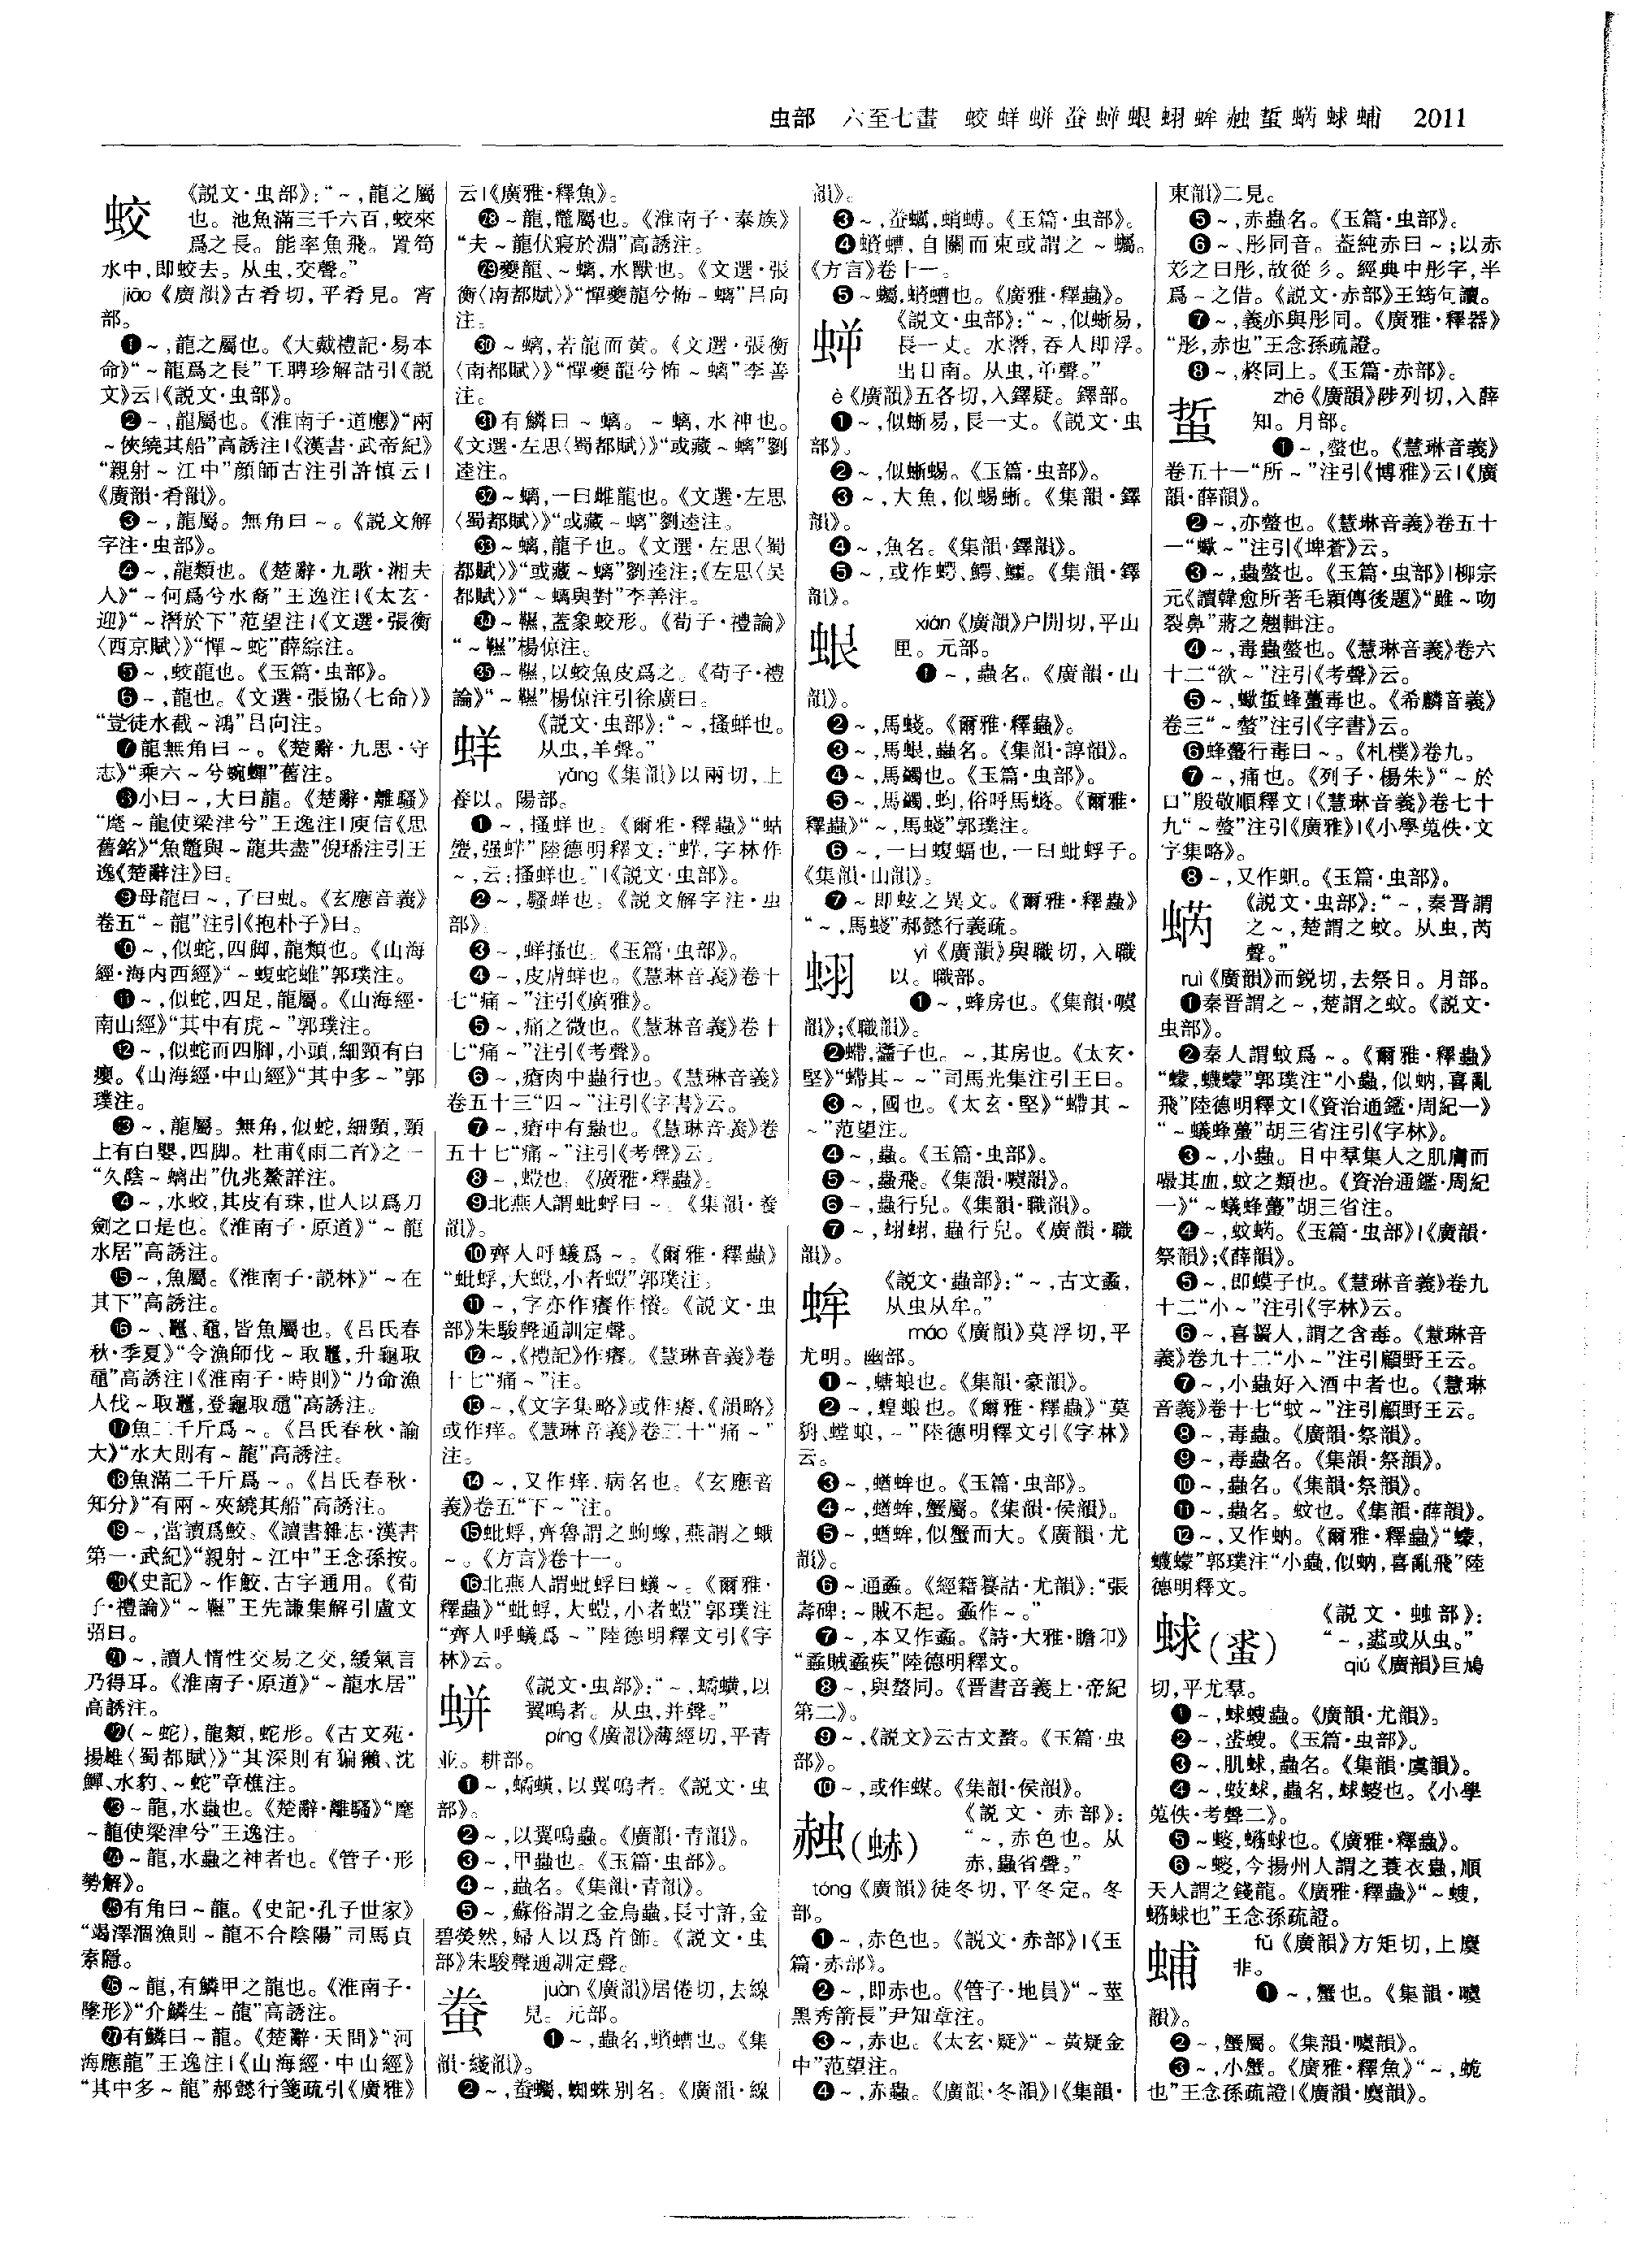 虫部　六至七畫　蛟蛘蛢蛬䖸蛝䗁蛑䖝蜇蜹蛷蜅　2011
蛟
《説文·虫部》：“～，龍之屬
也。池魚滿三千六百，蛟來
爲之長。能率魚飛。置笱
水中，即蛟去。从虫，交聲。”
jiāo《廣韻》古肴切，平肴見。宵
部。
❶～，龍之屬也。《大戴禮記·易本
命》“～龍爲之長”王聘珍解詁引《説
文》云|《説文·虫部》。
❷～，龍屬也。《淮南子·道應》“兩
～俠繞其船”高誘注|《漢書·武帝紀》
“親射～江中”顔師古注引許慎云|
《廣韻·肴韻》。
❸～，龍屬。無角曰～。《説文解
字注·虫部》。
❹～，龍類也。《楚辭·九歌·湘夫
人》“～何爲兮水裔”王逸注|《太玄·
迎》“～潛於下”范望注|《文選·張衡
〈西京賦〉》“憚～蛇”薛綜注。
❺～，蛟龍也。《玉篇·虫部》。
❻～，龍也。《文選·張協〈七命〉》
“豈徒水截～鴻”吕向注。
❼龍無角曰～。《楚辭·九思·守
志》“乘六～兮蜿蟬”舊注。
❽小曰～，大曰龍。《楚辭·離騷》
“麾～龍使梁津兮”王逸注|庾信《思
舊銘》“魚鼈與～龍共盡”倪璠注引王
逸《楚辭注》曰。
❾母龍曰～，子曰虬。《玄應音義》
卷五“～龍”注引《抱朴子》曰。
❿～，似蛇，四脚，龍類也。《山海
經·海内西經》“～蝮蛇蜼”郭璞注。
⓫～，似蛇，四足，龍屬。《山海經·
南山經》“其中有虎～”郭璞注。
⓬～，似蛇而四脚，小頭，細頸有白
癭。《山海經·中山經》“其中多～”郭
璞注。
⓭～，龍屬。無角，似蛇，細頸，頸
上有白嬰，四脚。杜甫《雨二首》之一
“久陰～螭出”仇兆鰲詳注。
⓮～，水蛟，其皮有珠，世人以爲刀
劍之口是也。《淮南子·原道》“～龍
水居”高誘注。
⓯～，魚屬。《淮南子·説林》“～在
其下”高誘注。
⓰～、鼉、黿，皆魚屬也。《吕氏春
秋·季夏》“令漁師伐～取鼉，升龜取
黿”高誘注|《淮南子·時則》“乃命漁
人伐～取鼉，登龜取黿”高誘注。
⓱魚二千斤爲～。《吕氏春秋·諭
大》“水大則有～龍”高誘注。
⓲魚滿二千斤爲～。《吕氏春秋·
知分》“有兩～夾繞其船”高誘注。
⓳～，當讀爲鮫。《讀書雜志·漢書
第一·武紀》“親射～江中”王念孫按。
⓴《史記》～作鮫，古字通用。《荀
子·禮論》“～韅”王先謙集解引盧文
弨曰。
㉑～，讀人情性交易之交，緩氣言
乃得耳。《淮南子·原道》“～龍水居”
高誘注。
㉒（～蛇），龍類，蛇形。《古文苑·
揚雄〈蜀都賦〉》“其深則有猵獺、沈
鱓、水豹、～蛇”章樵注。
㉓～龍，水蟲也。《楚辭·離騷》“麾
～龍使梁津兮”王逸注。
㉔～龍，水蟲之神者也。《管子·形
勢解》。
㉕有角曰～龍。《史記·孔子世家》
“竭澤涸漁則～龍不合陰陽”司馬貞
索隱。
㉖～龍，有鱗甲之龍也。《淮南子·
墜形》“介鱗生～龍”高誘注。
㉗有鱗曰～龍。《楚辭·天問》“河
海應龍”王逸注|《山海經·中山經》
“其中多～龍”郝懿行箋疏引《廣雅》
云|《廣雅·釋魚》。
㉘～龍，鼈屬也。《淮南子·泰族》
“夫～龍伏寢於淵”高誘注。
㉙夔龍、～螭，水獸也。《文選·張
衡〈南都賦〉》“憚夔龍兮怖～螭”吕向
注。
㉚～螭，若龍而黄。《文選·張衡
〈南都賦〉》“憚夔龍兮怖～螭”李善
注。
㉛有鱗曰～螭。～螭，水神也。
《文選·左思〈蜀都賦〉》“或藏～螭”劉
逵注。
㉜～螭，一曰雌龍也。《文選·左思
〈蜀都賦〉》“或藏～螭”劉逵注。
㉝～螭，龍子也。《文選·左思〈蜀
都賦〉》“或藏～螭”劉逵注；《左思〈吴
都賦〉》“～螭與對”李善注。
㉞～韅，蓋象蛟形。《荀子·禮論》
“～韅”楊倞注。
㉟～韅，以蛟魚皮爲之。《荀子·禮
論》“～韅”楊倞注引徐廣曰。
蛘
《説文·虫部》：“～，搔蛘也。
从虫，羊聲。”
yǎng《集韻》以兩切，上
養以。陽部。
❶～，搔蛘也。《爾雅·釋蟲》“蛄
䗐，强蛘”陸德明釋文：“蛘，字林作
～，云：搔蛘也。”|《説文·虫部》。
❷～，騷蛘也。《説文解字注·虫
部》。
❸～，蛘搔也。《玉篇·虫部》。
❹～，皮膚蛘也。《慧琳音義》卷十
七“痛～”注引《廣雅》。
❺～，痛之微也。《慧琳音義》卷十
七“痛～”注引《考聲》。
❻～，瘡肉中蟲行也。《慧琳音義》
卷五十三“四～”注引《字書》云。
❼～，瘡中有蟲也。《慧琳音義》卷
五十七“痛～”注引《考聲》云。
❽～，螘也。《廣雅·釋蟲》。
❾北燕人謂蚍蜉曰～。《集韻·養
韻》。
❿齊人呼蟻爲～。《爾雅·釋蟲》
“蚍蜉，大螘，小者螘”郭璞注。
⓫～，字亦作癢作㦽。《説文·虫
部》朱駿聲通訓定聲。
⓬～，《禮記》作癢。《慧琳音義》卷
十七“痛～”注。
⓭～，《文字集略》或作癢，《韻略》
或作痒。《慧琳音義》卷三十“痛～”
注。
⓮～，又作痒，病名也。《玄應音
義》卷五“下～”注。
⓯蚍蜉，齊魯謂之蚼蟓，燕謂之蛾
～。《方言》卷十一。
⓰北燕人謂蚍蜉曰蟻～。《爾雅·
釋蟲》“蚍蜉，大螘，小者螘”郭璞注
“齊人呼蟻爲～”陸德明釋文引《字
林》云。
蛢
《説文·虫部》：“～，蟜蟥，以
翼鳴者。从虫，并聲。”
píng《廣韻》薄經切，平青
並。耕部。
❶～，蟜蟥，以翼鳴者。《説文·虫
部》。
❷～，以翼鳴蟲。《廣韻·青韻》。
❸～，甲蟲也。《玉篇·虫部》。
❹～，蟲名。《集韻·青韻》。
❺～，蘇俗謂之金烏蟲，長寸許，金
碧熒然，婦人以爲首飾。《説文·虫
部》朱駿聲通訓定聲。
juàn《廣韻》居倦切，去線
見。元部。
❶～，蟲名，蠐螬也。《集
韻·綫韻》。
❷～，䖭蠾，蜘蛛别名。《廣韻·線
韻》。
❹蠐螬，自關而東或謂之～蠾。
《方言》卷十一。
❺～蠾，蠐螬也。《廣雅·釋蟲》。
《説文·虫部》：“～，似蜥易，
長一丈。水潛，吞人即浮。
出日南。从虫，屰聲。”
è《廣韻》五各切，入鐸疑。鐸部。
❶～，似蜥易，長一丈。《説文·虫
部》。
❷～，似蜥蜴。《玉篇·虫部》。
❸～，大魚，似蜴蜥。《集韻·鐸
韻》。
❹～，魚名。《集韻·鐸韻》。
❺～，或作蝁、鰐、鱷。《集韻·鐸
韻》。
蛝
xián《廣韻》户閒切，平山
匣。元部。
❶～，蟲名。《廣韻·山
韻》。
❷～，馬蝬。《爾雅·釋蟲》。
❸～，馬蛝，蟲名。《集韻·諄韻》。
❹～，馬蠲也。《玉篇·虫部》。
❺～，馬蠲，蚐，俗呼馬䗃。《爾雅·
釋蟲》“～，馬蝬”郭璞注。
❻～，一曰蝮蝠也，一曰蚍蜉子。
《集韻·山韻》。
❼～即蚿之異文。《爾雅·釋蟲》
“～，馬蝬”郝懿行義疏。
yì《廣韻》與職切，入職
以。職部。
❶～，蜂房也。《集韻·噳
韻》；《職韻》。
❷蟦，蠶子也。～，其房也。《太玄·
堅》“蟦其～～”司馬光集注引王曰。
❸～，國也。《太玄·堅》“蟦其～
～”范望注。
❹～，蟲。《玉篇·虫部》。
❺～，蟲飛。《集韻·噳韻》。
❻～，蟲行皃。《集韻·職韻》。
❼～，蛡蛡，蟲行皃。《廣韻·職
韻》。
蛑
《説文·蟲部》：“～，古文蟊，
从虫从牟。”
máo《廣韻》莫浮切，平
尤明。幽部。
❶～，螗蜋也。《集韻·豪韻》。
❷～，蝗蜋也。《爾雅·釋蟲》“莫
貈，螳蜋，～”陸德明釋文引《字林》
云。
❸～，蝤蛑也。《玉篇·虫部》。
❹～，蝤蛑，蟹屬。《集韻·侯韻》。
❺～，蝤蛑，似蟹而大。《廣韻·尤
韻》。
❻～通蟊。《經籍籑詁·尤韻》：“張
壽碑：～賊不起。蟊作～。”
❼～，本又作蟊。《詩·大雅·瞻卬》
“蟊賊蟊疾”陸德明釋文。
❽～，與蝥同。《晋書音義上·帝紀
第二》。
❾～，《説文》云古文蝥。《玉篇·虫
部》。
❿～，或作蝶。《集韻·侯韻》。
赨（䖝）
《説文·赤部》：
“～，赤色也。从
赤，蟲省聲。”
tóng《廣韻》徒冬切，平冬定。冬
部。
❶～，赤色也。《説文·赤部》|《玉
篇·赤部》。
❷～，即赤也。《管子·地員》“～莖
黑秀箭長”尹知章注。
❸～，赤也。《太玄·疑》“～黄疑金
中”范望注。
❹～，赤蟲。《廣韻·冬韻》|《集韻·
東韻》二見。
❺～，赤蟲名。《玉篇·虫部》。
❻～、彤同音。蓋純赤曰～；以赤
彣之曰彤，故從彡。經典中彤字，半
爲～之借。《説文·赤部》王筠句讀。
❼～，義亦與彤同。《廣雅·釋器》
“彤，赤也”王念孫疏證。
❽～，終同上。《玉篇·赤部》。
蜇
zhē《廣韻》陟列切，入薛
知。月部。
❶～，螫也。《慧琳音義》
卷五十一“所～”注引《博雅》云|《廣
韻·薛韻》。
❷～，亦螫也。《慧琳音義》卷五十
一“蠍～”注引《埤蒼》云。
❸～，蟲螫也。《玉篇·虫部》|柳宗
元《讀韓愈所著毛穎傳後題》“雖～吻
裂鼻”蔣之翹輯注。
❹～，毒蟲螫也。《慧琳音義》卷六
十二“欲～”注引《考聲》云。
❺～，蠍蜇蜂蠆毒也。《希麟音義》
卷三“～螫”注引《字書》云。
❻蜂蠆行毒曰～。《札樸》卷九。
❼～，痛也。《列子·楊朱》“～於
口”殷敬順釋文|《慧琳音義》卷七十
九“～螫”注引《廣雅》|《小學蒐佚·文
字集略》。
❽～，又作蛆。《玉篇·虫部》。
蜹
《説文·虫部》：“～，秦晋謂
之～，楚謂之蚊。从虫，芮
聲。”
ruì《廣韻》而鋭切，去祭日。月部。
❶秦晋謂之～，楚謂之蚊。《説文·
虫部》。
❷秦人謂蚊爲～。《爾雅·釋蟲》
“蠓，蠛蠓”郭璞注“小蟲，似蚋，喜亂
飛”陸德明釋文|《資治通鑑·周紀一》
“～蟻蜂蠆”胡三省注引《字林》。
❸～，小蟲。日中羣集人之肌膚而
嘬其血，蚊之類也。《資治通鑑·周紀
一》“～蟻蜂蠆”胡三省注。
❹～，蚊蜹。《玉篇·虫部》|《廣韻·
祭韻》；《薛韻》。
❺～，即蟆子也。《慧琳音義》卷九
十二“小～”注引《字林》云。
❻～，喜齧人，謂之含毒。《慧琳音
義》卷九十二“小～”注引顧野王云。
❼～，小蟲好入酒中者也。《慧琳
音義》卷十七“蚊～”注引顧野王云。
❽～，毒蟲。《廣韻·祭韻》。
❾～，毒蟲名。《集韻·祭韻》。
❿～，蟲名。《集韻·祭韻》。
⓫～，蟲名。蚊也。《集韻·薛韻》。
⓬～，又作蚋。《爾雅·釋蟲》“蠓，
蠛蠓”郭璞注“小蟲，似蚋，喜亂飛”陸
德明釋文。
蛷（蝵）
《説文·䖵部》：
“～，𧕍或从虫。”
qiú《廣韻》巨鳩
切，平尤羣。
❶～，蛷螋蟲。《廣韻·尤韻》。
❷～，蛩螋。《玉篇·虫部》。
❸～，肌蛷，蟲名。《集韻·虞韻》。
❹～，蚑蛷，蟲名，蛷螋也。《小學
蒐佚·考聲二》。
❺～螋，蛷也。《廣雅·釋蟲》。
❻～螋，今揚州人謂之蓑衣蟲，順
天人謂之錢龍。《廣雅·釋蟲》“～螋，
蛷也”王念孫疏證。
蜅
fǔ《廣韻》方矩切，上麌
非。
❶～，蟹也。《集韻·噳
韻》。
❷～，蟹屬。《集韻·噳韻》。
❸～，小蟹。《廣雅·釋魚》“～，蛫
也”王念孫疏證|《廣韻·麌韻》。